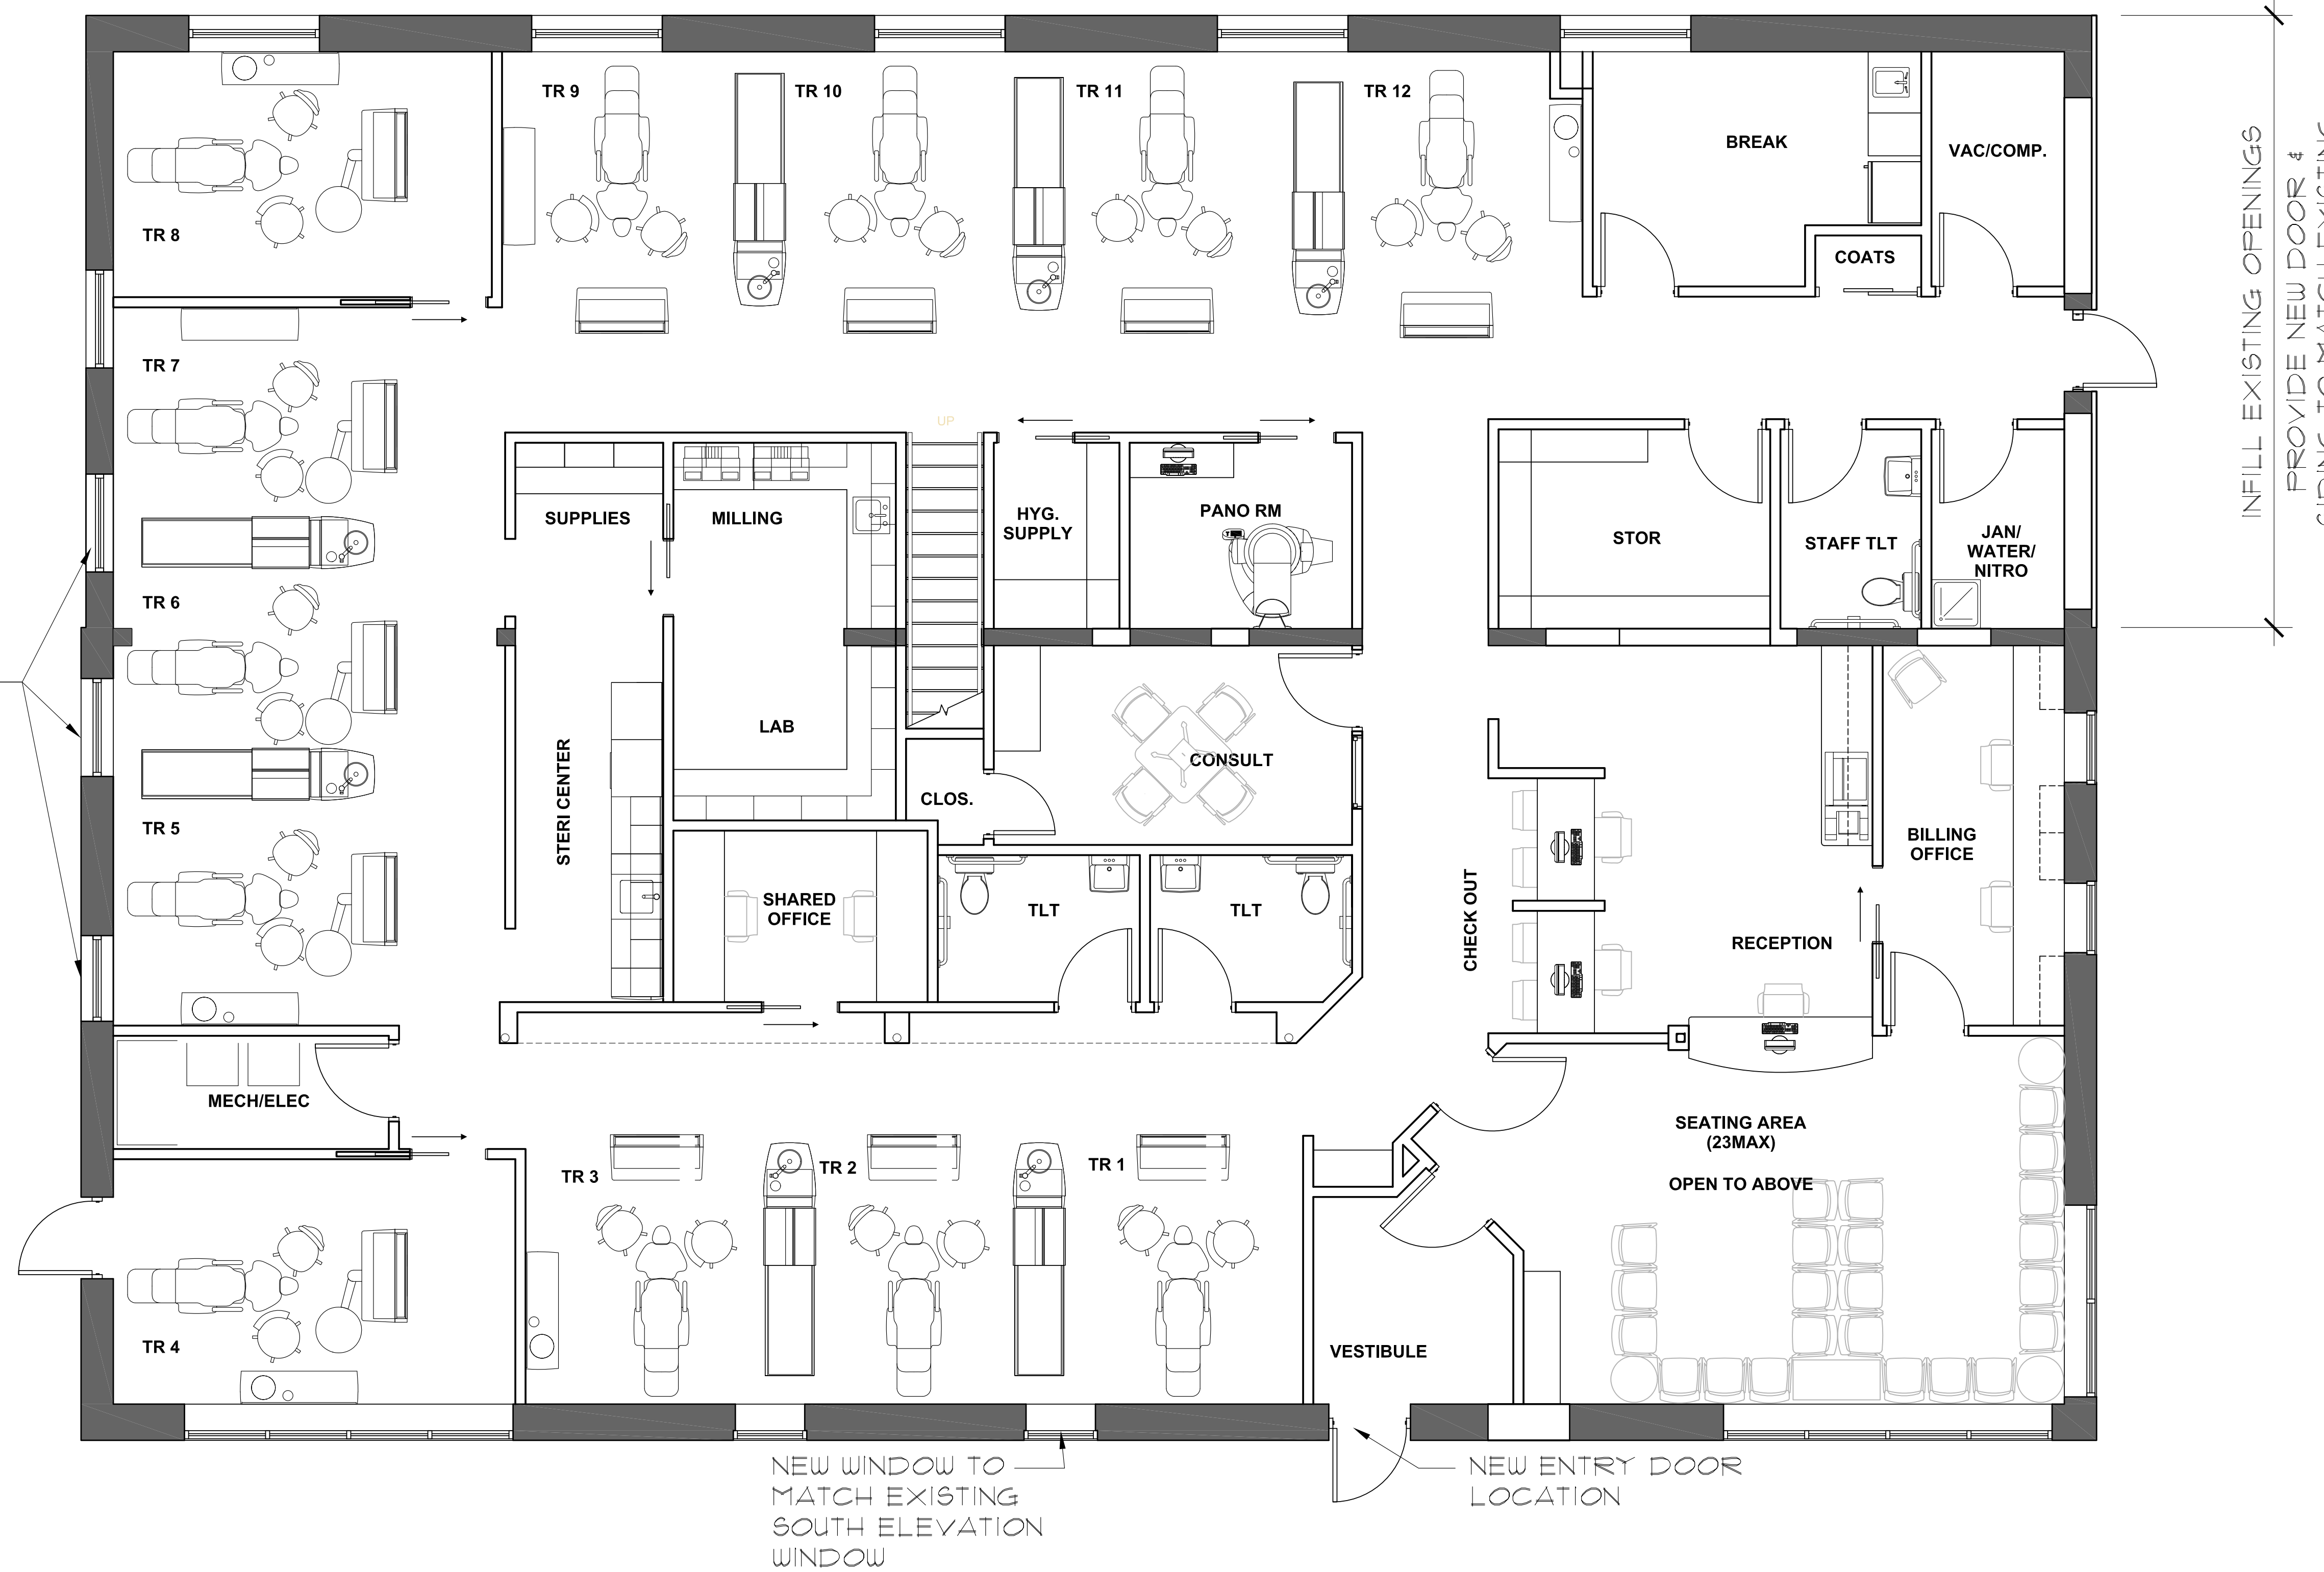 TR 9
TR 10
TR 11
TR 12
BREAK
VAC/COMP.
COATS
TR 8
TR 7
TR 6
TR 5
UP
SUPPLIES
MILLING
HYG.
SUPPLY
PANO RM
STOR
STAFF TLT
JAN/
WATER/
NITRO
LAB
STERI CENTER
CLOS.
CONSULT
SHARED
OFFICE
TLT
TLT
CHECK OUT
RECEPTION
BILLING
OFFICE
MECH/ELEC
SEATING AREA
(23MAX)
OPEN TO ABOVE
TR 3
TR 2
TR 1
TR 4
VESTIBULE
NEW WINDOW TO
MATCH EXISTING
SOUTH ELEVATION
WINDOW
NEW ENTRY DOOR
LOCATION
INFILL EXISTING OPENINGS
PROVIDE NEW DOOR &